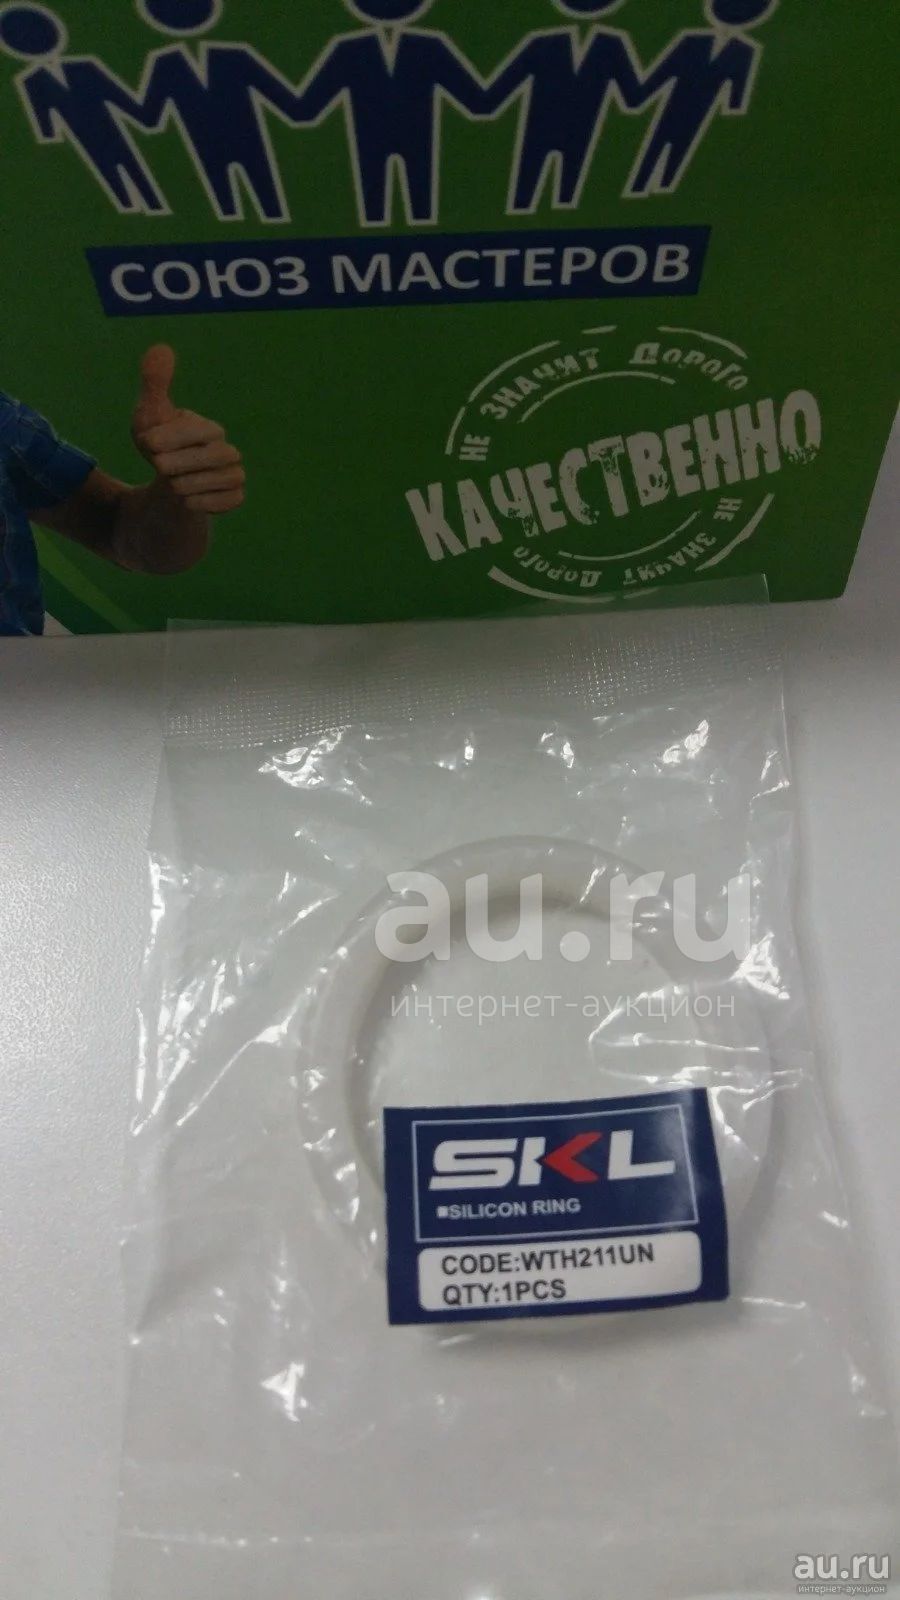 СОЮЗ МАСТЕРОВ
НЕ ЗНАЧИТ ДОРОГО
КАЧЕСТВЕННО
НЕ ЗНАЧИТ ДОРОГО
au.ru
интернет-аукцион
SKL
SILICON RING
CODE:WTH211UN
QTY:1PCS
au.ru
интернет-аукцион